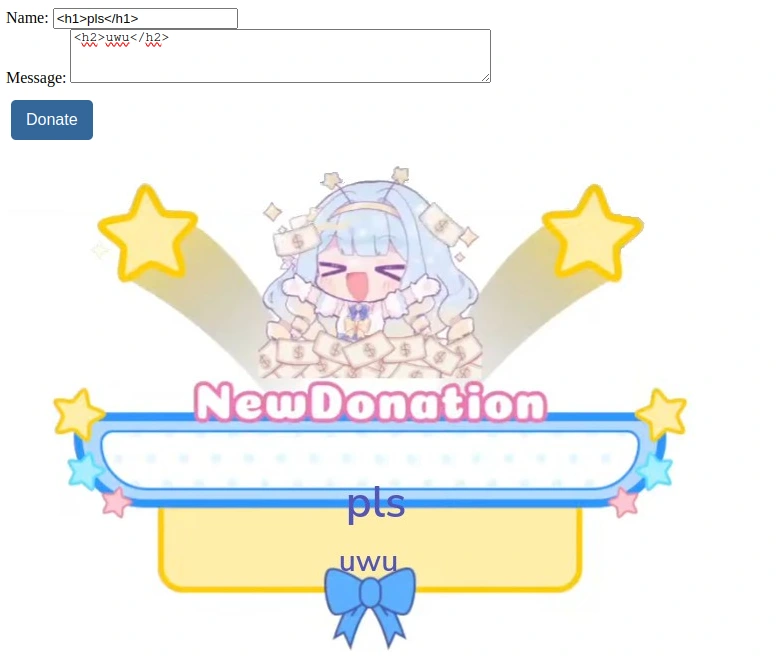 Name: <h1>pls</h1>
<h2>uwu</h2>
Message:
Donate
$ $
$ $ $ $ $
NewDonation
pls
uwu